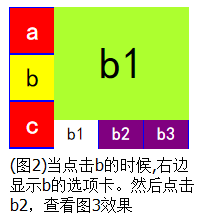 a
b
c
b1
b1 b2 b3
(图2)当点击b的时候,右边
显示b的选项卡。然后点击
b2，查看图3效果